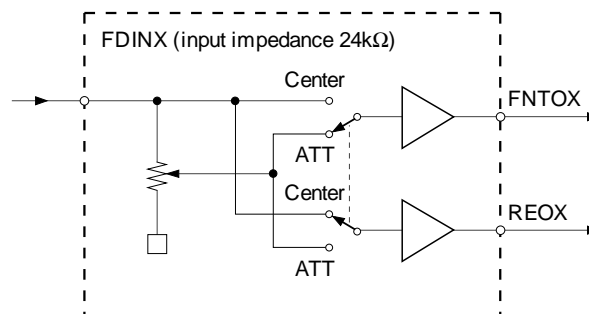 FDINX (input impedance 24kΩ)
Center
FNTOX
ATT
Center
REOX
ATT